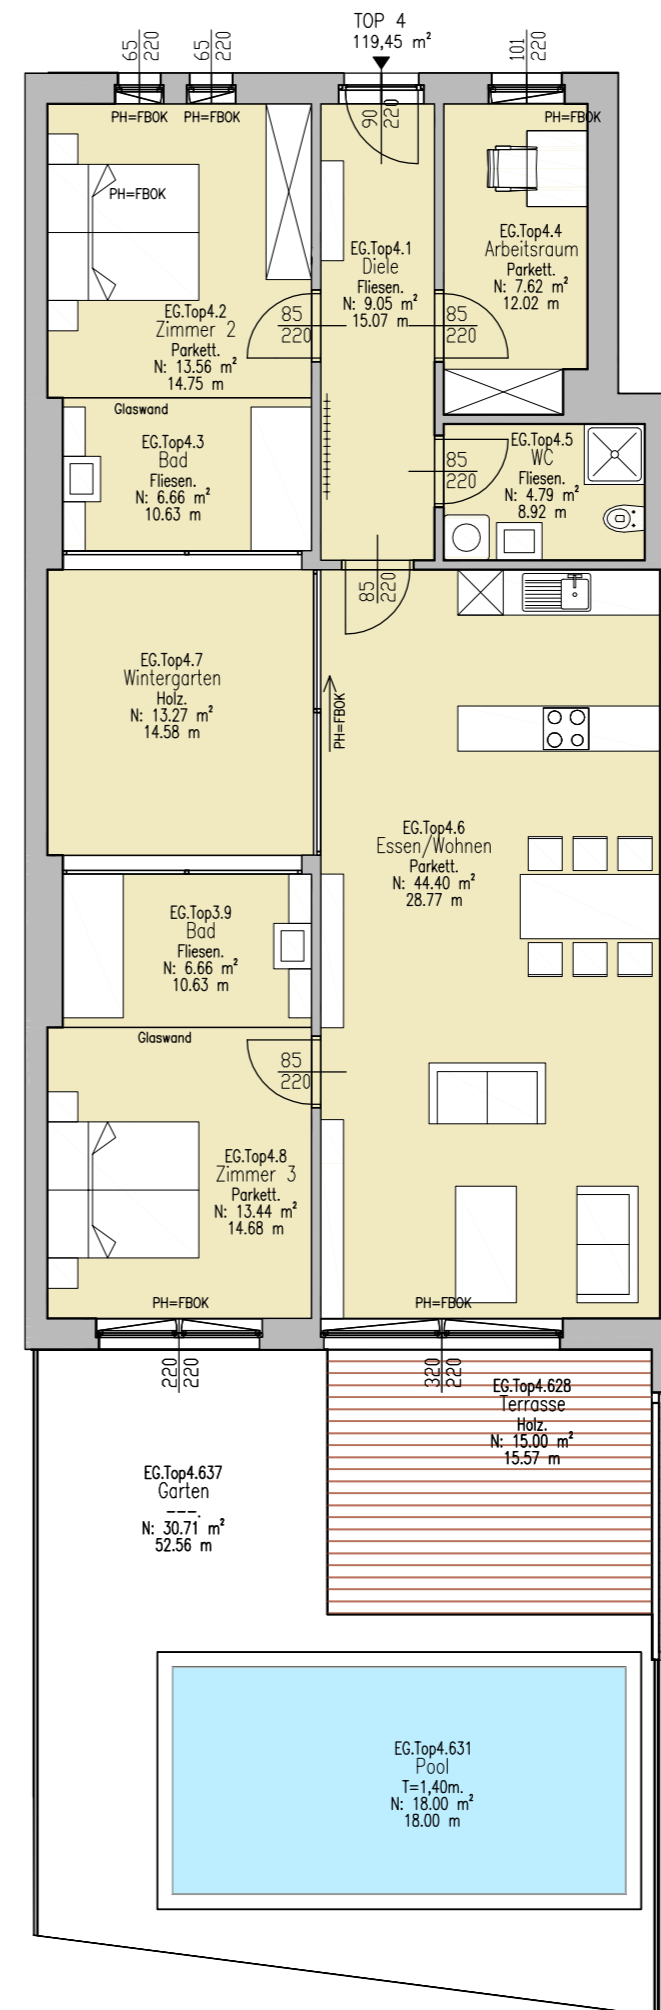 TOP 4
119,45 m²
65
220
65
220
101
220
PH=FBOK
PH=FBOK
90
220
PH=FBOK
PH=FBOK
EG.Top4.1
Diele
Fliesen.
N: 9.05 m²
15.07 m
EG.Top4.4
Arbeitsraum
Parkett.
N: 7.62 m²
12.02 m
EG.Top4.2
Zimmer 2
Parkett.
N: 13.56 m²
14.75 m
85
220
85
220
Glaswand
EG.Top4.3
Bad
Fliesen.
N: 6.66 m²
10.63 m
85
220
EG.Top4.5
WC
Fliesen.
N: 4.79 m²
8.92 m
85
220
EG.Top4.7
Wintergarten
Holz.
N: 13.27 m²
14.58 m
PH=FBOK
EG.Top4.6
Essen/Wohnen
Parkett.
N: 44.40 m²
28.77 m
EG.Top3.9
Bad
Fliesen.
N: 6.66 m²
10.63 m
Glaswand
85
220
EG.Top4.8
Zimmer 3
Parkett.
N: 13.44 m²
14.68 m
PH=FBOK
PH=FBOK
220
220
320
220
EG.Top4.628
Terrasse
Holz.
N: 15.00 m²
15.57 m
EG.Top4.637
Garten
---.
N: 30.71 m²
52.56 m
EG.Top4.631
Pool
T=1,40m.
N: 18.00 m²
18.00 m